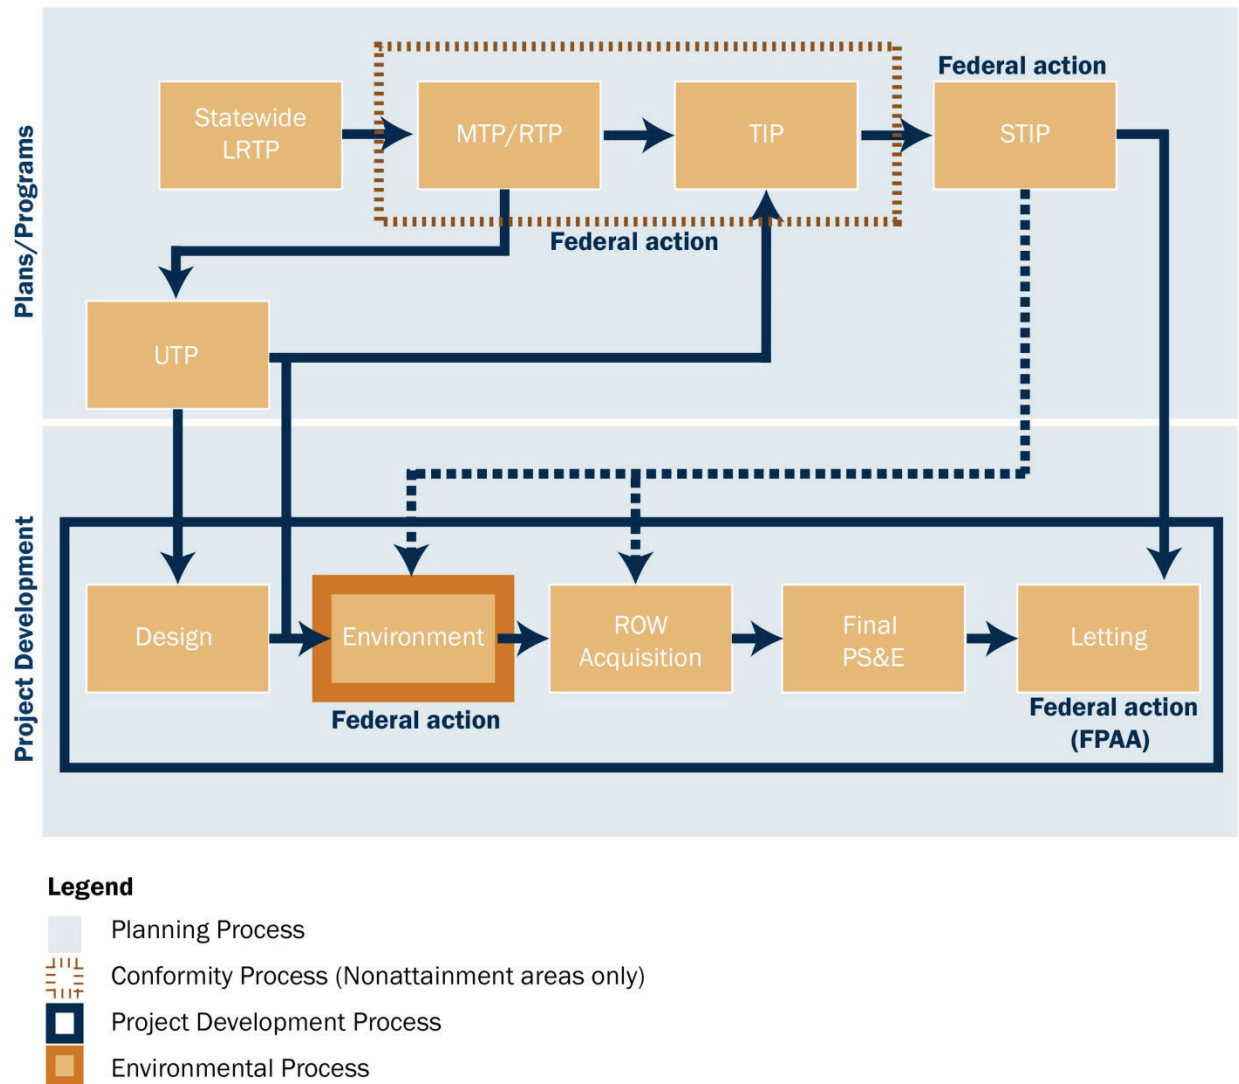 Plans/Programs
Federal action
Statewide
LRTP
MTP/RTP
TIP
STIP
Federal action
UTP
Project Development
Design
Environment
ROW
Acquisition
Final
PS&E
Letting
Federal action
Federal action
(FPAA)
Legend
Planning Process
Conformity Process (Nonattainment areas only)
Project Development Process
Environmental Process